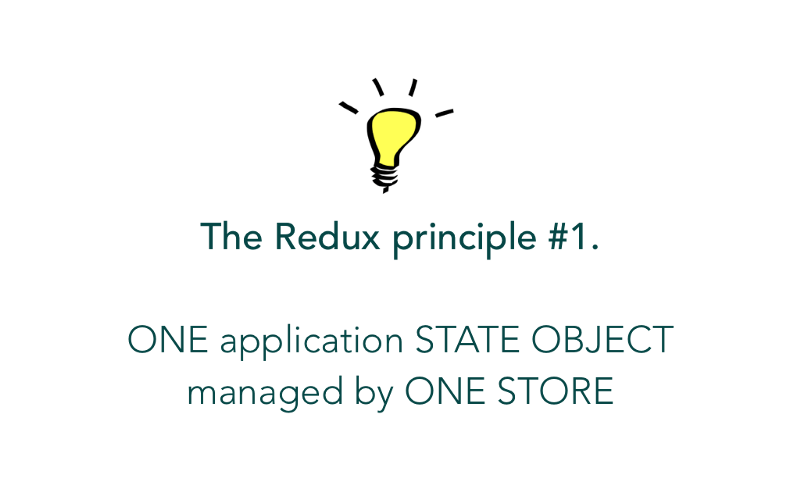 The Redux principle #1.
ONE application STATE OBJECT
managed by ONE STORE